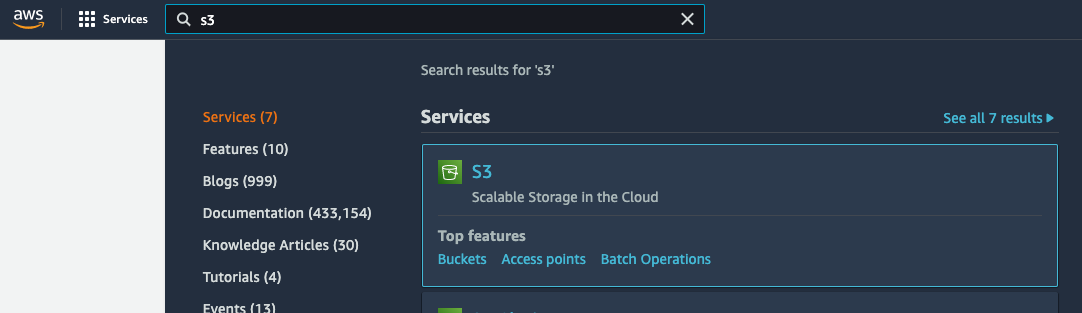 aws
Services
s3
Search results for 's3'
Services (7)
Features (10)
Blogs (999)
Documentation (433,154)
Knowledge Articles (30)
Tutorials (4)
Events (13)
Services
See all 7 results
S3
Scalable Storage in the Cloud
Top features
Buckets Access points Batch Operations